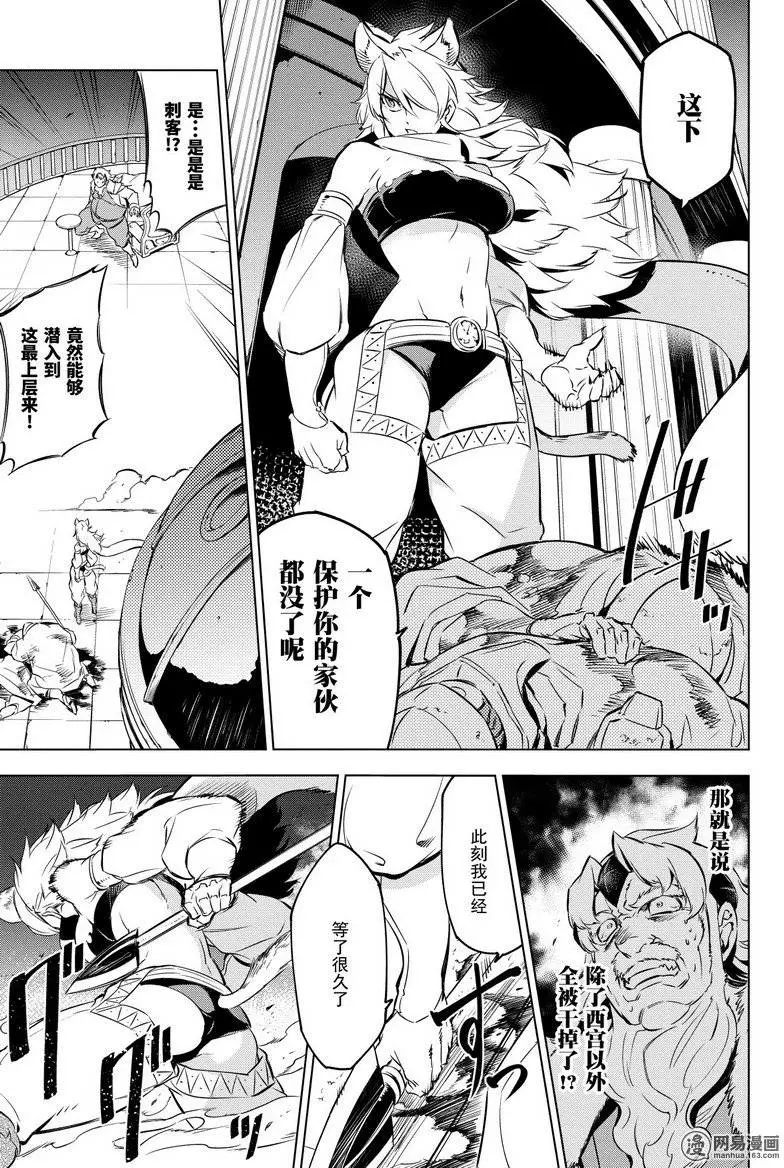 这下
一个
保护你的家伙
都没了呢
是…是是是
刺客!?
竟然能够
潜入到
这最上层来！
那就是说
除了西宫以外
全被干掉了!?
此刻我已经
等了很久了
网易漫画
manhua.163.com